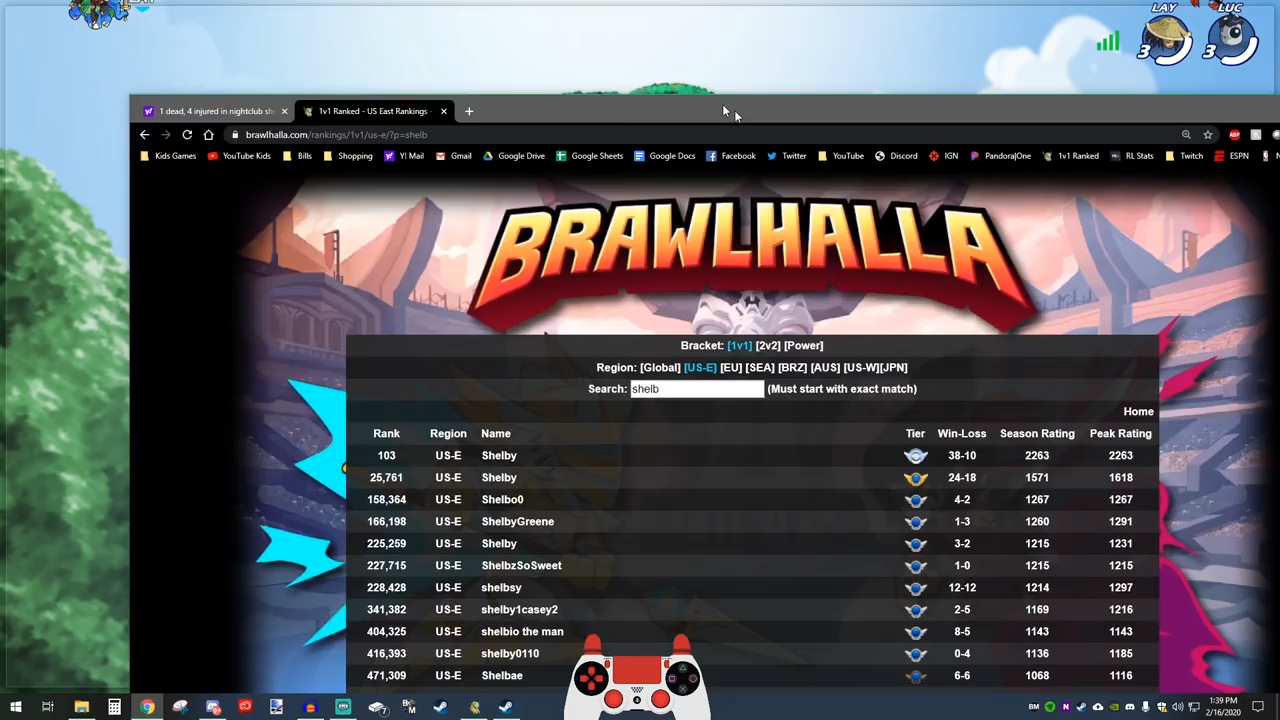 LAY LUC
3 3
1 dead, 4 injured in nightclub sh 1v1 Ranked - US East Rankings
brawlhalla.com/rankings/1v1/us-e/?p=shelb
Kids Games YouTube Kids Bills Shopping Y! Mail Gmail Google Drive Google Sheets Google Docs Facebook Twitter YouTube Discord IGN Pandora|One 1v1 Ranked RL Stats Twitch ESPN
BRAWLHALLA
Bracket: [1v1] [2v2] [Power]
Region: [Global] [US-E] [EU] [SEA] [BRZ] [AUS] [US-W][JPN]
Search: shelb (Must start with exact match)
Home
Rank Region Name Tier Win-Loss Season Rating Peak Rating
103 US-E Shelby 38-10 2263 2263
25,761 US-E Shelby 24-18 1571 1618
158,364 US-E Shelbo0 4-2 1267 1267
166,198 US-E ShelbyGreene 1-3 1260 1291
225,259 US-E Shelby 3-2 1215 1231
227,715 US-E ShelbzSoSweet 1-0 1215 1215
228,428 US-E shelbsy 12-12 1214 1297
341,382 US-E shelby1casey2 2-5 1169 1216
404,325 US-E shelbio the man 8-5 1143 1143
416,393 US-E shelby0110 0-4 1136 1185
471,309 US-E Shelbae 6-6 1068 1116
1:39 PM
2/16/2020